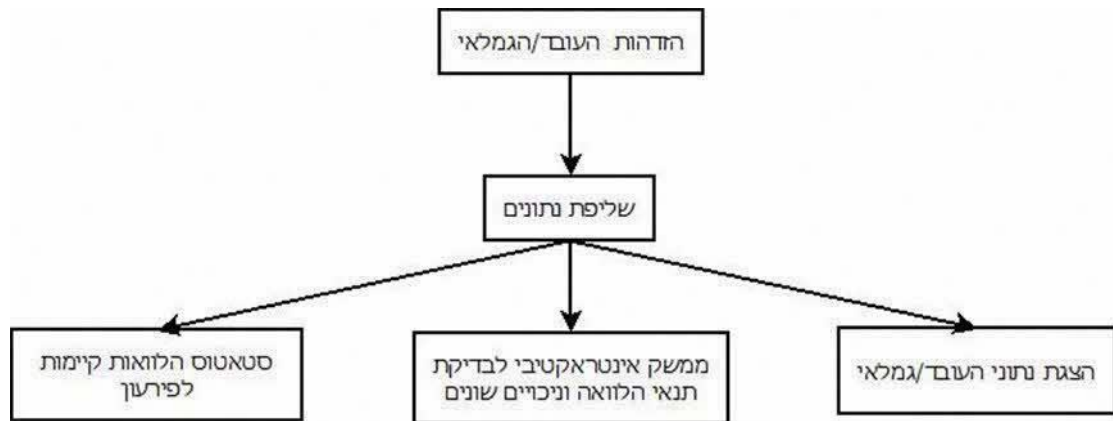 הזדהות העובד/הגמלאי
שליפת נתונים
הצגת נתוני העובד/גמלאי
ממשק אינטראקטיבי לבדיקת
תנאי הלוואה וניכויים שונים
סטאטוס הלוואות קיימות
לפירעון